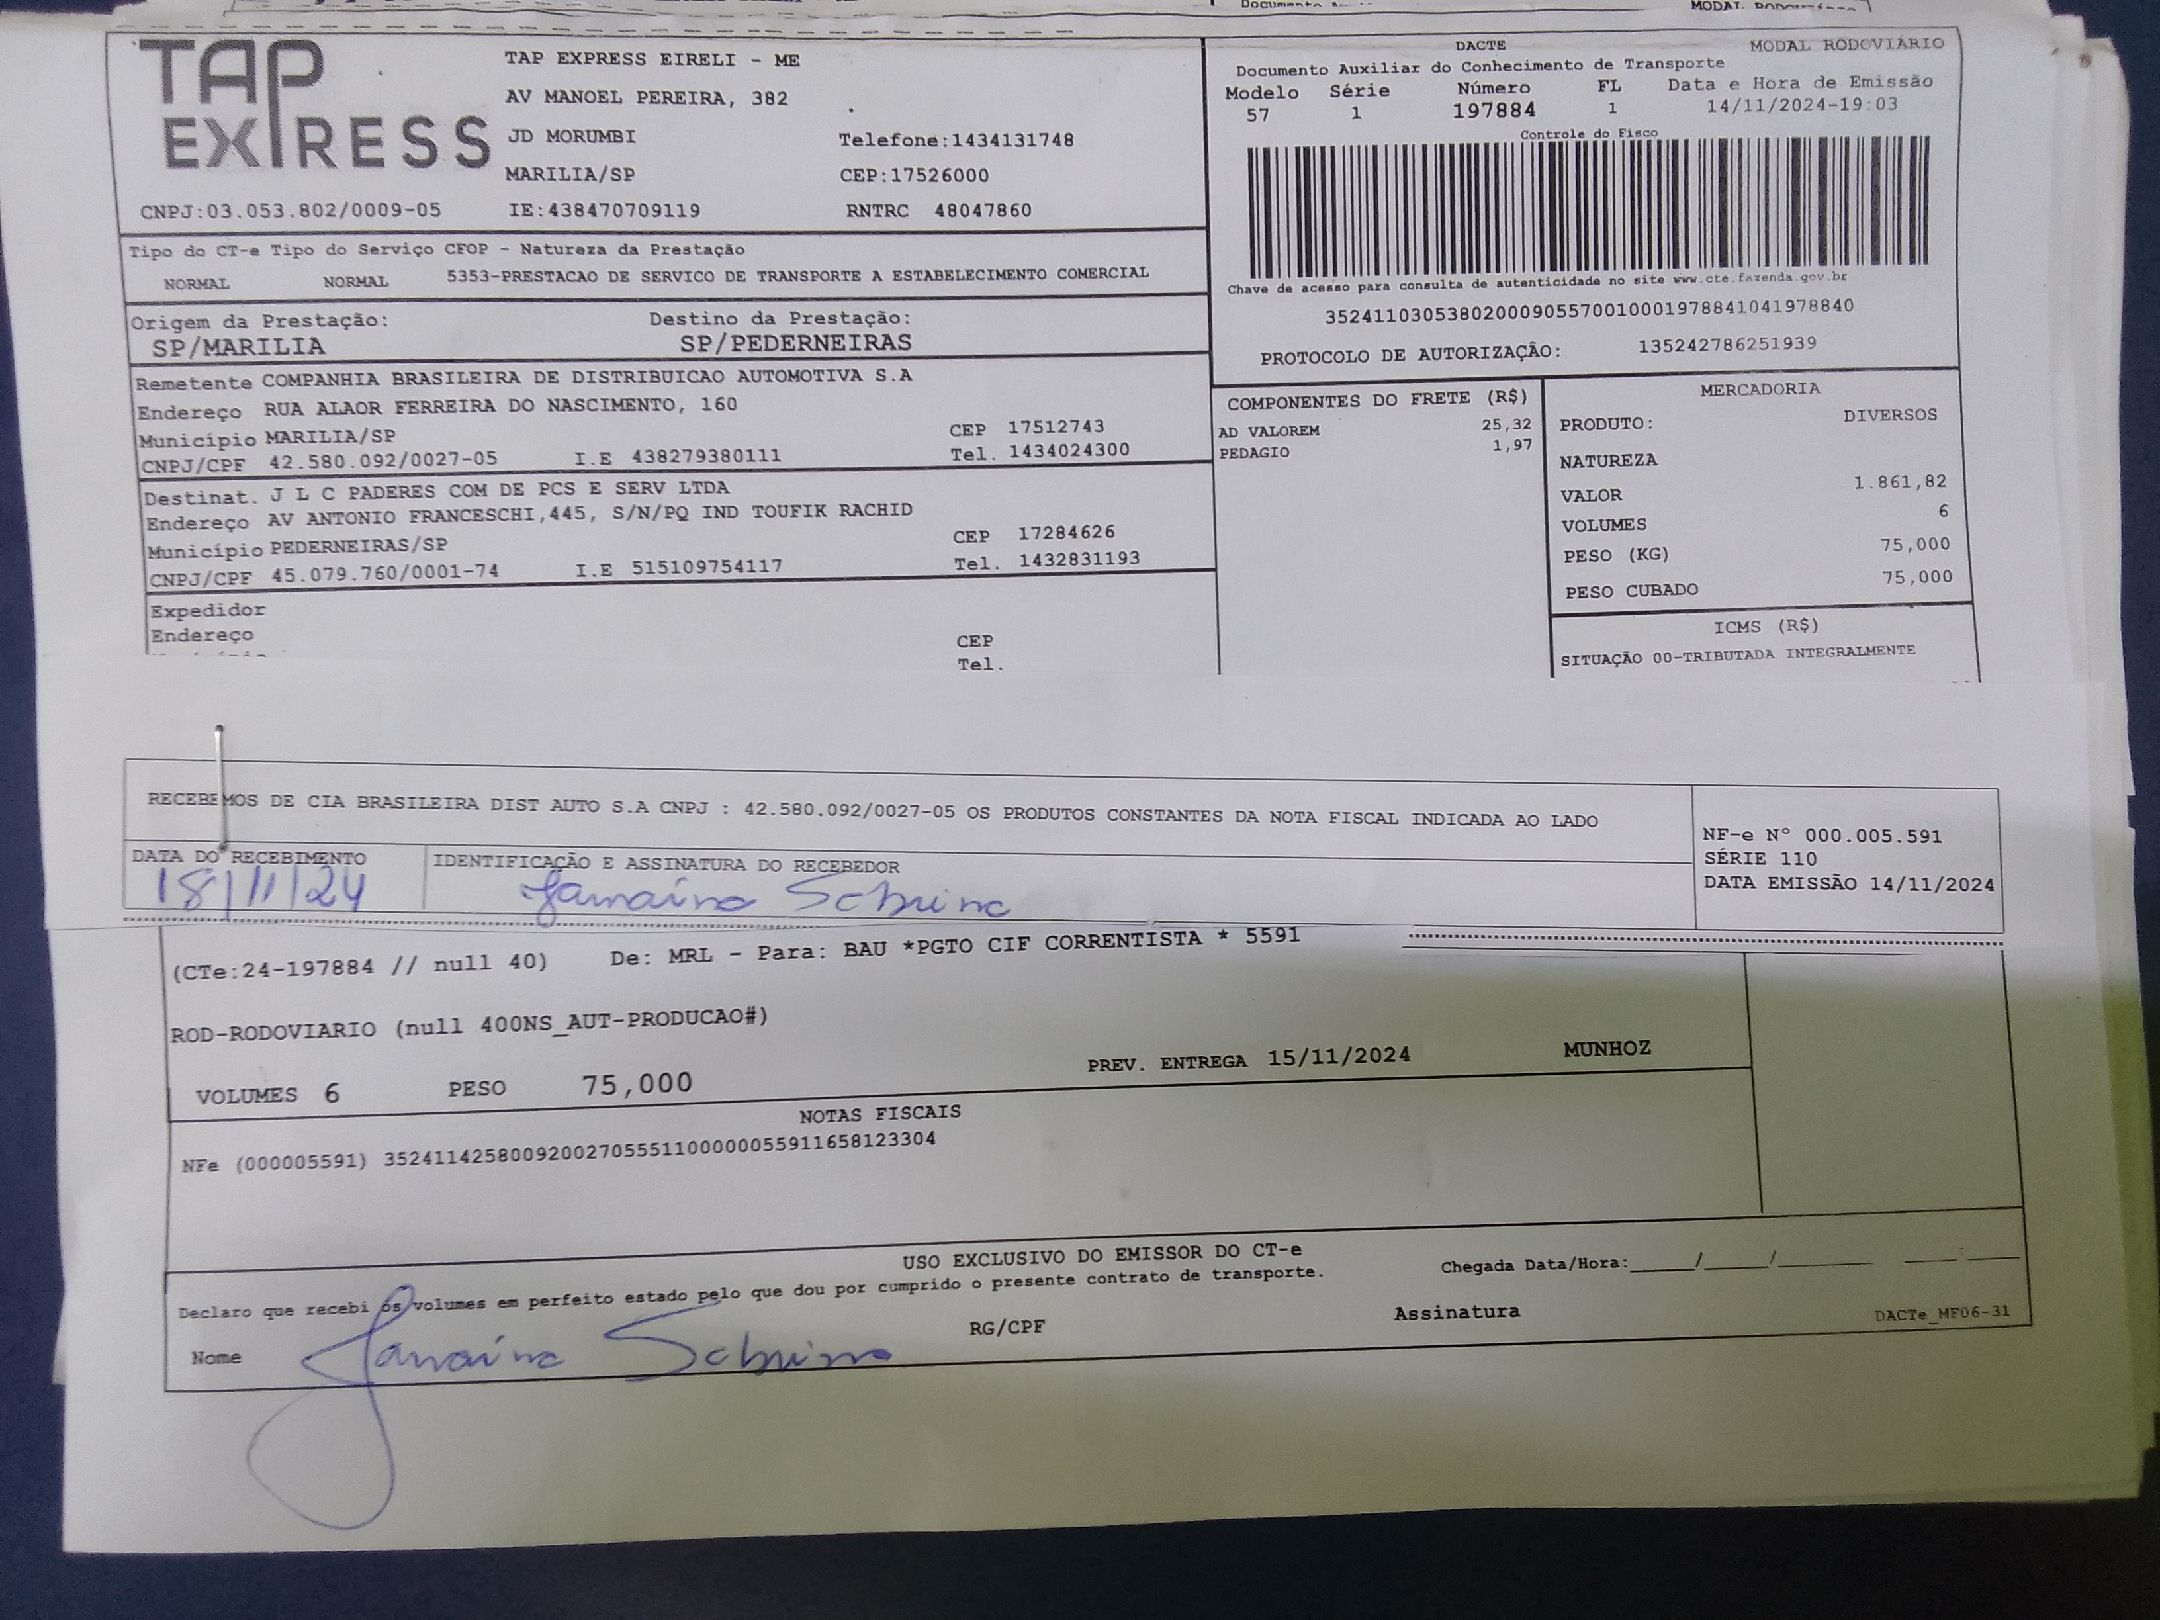 TAP EXPRESS
TAP EXPRESS EIRELI - ME
AV MANOEL PEREIRA, 382
JD MORUMBI Telefone:1434131748
MARILIA/SP CEP:17526000
CNPJ:03.053.802/0009-05 IE:438470709119 RNTRC 48047860
DACTE MODAL RODOVIÁRIO
Documento Auxiliar do Conhecimento de Transporte
Modelo Série Número FL Data e Hora de Emissão
57 1 197884 1 14/11/2024-19:03
Controle do Fisco
Chave de acesso para consulta de autenticidade no site www.cte.fazenda.gov.br
35241103053802000905570010001978841041978840
PROTOCOLO DE AUTORIZAÇÃO: 135242786251939
Tipo do CT-e Tipo do Serviço CFOP - Natureza da Prestação
NORMAL NORMAL 5353-PRESTACAO DE SERVICO DE TRANSPORTE A ESTABELECIMENTO COMERCIAL
Origem da Prestação: Destino da Prestação:
SP/MARILIA SP/PEDERNEIRAS
Remetente COMPANHIA BRASILEIRA DE DISTRIBUICAO AUTOMOTIVA S.A
Endereço RUA ALAOR FERREIRA DO NASCIMENTO, 160
Município MARILIA/SP CEP 17512743
CNPJ/CPF 42.580.092/0027-05 I.E 438279380111 Tel. 1434024300
Destinat. J L C PADERES COM DE PCS E SERV LTDA
Endereço AV ANTONIO FRANCESCHI,445, S/N/PQ IND TOUFIK RACHID
Município PEDERNEIRAS/SP CEP 17284626
CNPJ/CPF 45.079.760/0001-74 I.E 515109754117 Tel. 1432831193
Expedidor
Endereço CEP
Tel.
COMPONENTES DO FRETE (R$)
AD VALOREM 25,32
PEDAGIO 1,97
MERCADORIA
PRODUTO: DIVERSOS
NATUREZA
VALOR 1.861,82
VOLUMES 6
PESO (KG) 75,000
PESO CUBADO 75,000
ICMS (R$)
SITUAÇÃO 00-TRIBUTADA INTEGRALMENTE
RECEBEMOS DE CIA BRASILEIRA DIST AUTO S.A CNPJ : 42.580.092/0027-05 OS PRODUTOS CONSTANTES DA NOTA FISCAL INDICADA AO LADO
DATA DO RECEBIMENTO IDENTIFICAÇÃO E ASSINATURA DO RECEBEDOR
18/11/24 Janaína
NF-e Nº 000.005.591
SÉRIE 110
DATA EMISSÃO 14/11/2024
(CTe:24-197884 // null 40) De: MRL - Para: BAU *PGTO CIF CORRENTISTA * 5591
ROD-RODOVIARIO (null 400NS_AUT-PRODUCAO#)
VOLUMES 6 PESO 75,000 PREV. ENTREGA 15/11/2024 MUNHOZ
NOTAS FISCAIS
NFe (000005591) 35241142580092002705551100000055911658123304
USO EXCLUSIVO DO EMISSOR DO CT-e
Declaro que recebi os volumes em perfeito estado pelo que dou por cumprido o presente contrato de transporte. Chegada Data/Hora:_____/_____/_______ ____:____
Nome Janaína RG/CPF Assinatura DACTe_MF06-31